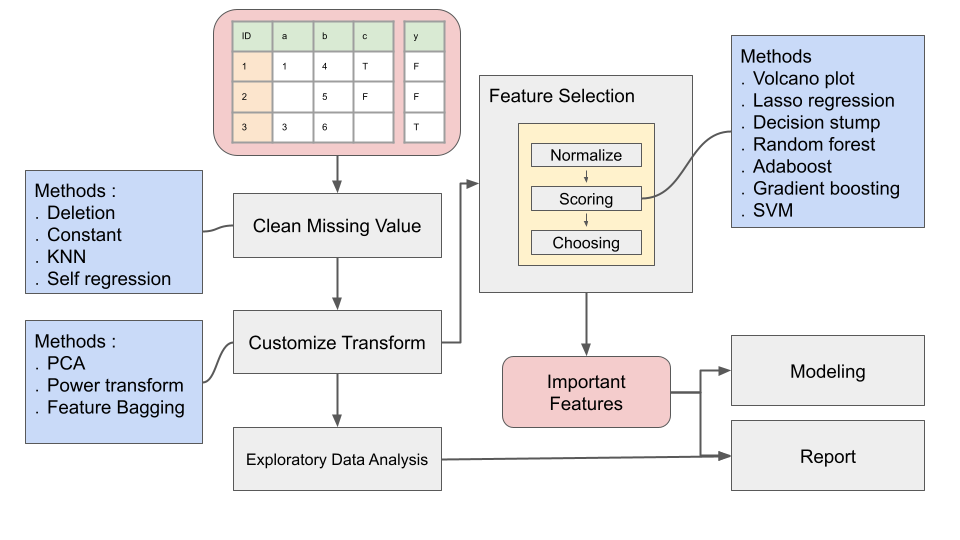 ID a b c y
1 1 4 T F
2 5 F F
3 3 6 T
Methods :
. Deletion
. Constant
. KNN
. Self regression
Clean Missing Value
Methods :
. PCA
. Power transform
. Feature Bagging
Customize Transform
Exploratory Data Analysis
Feature Selection
Normalize
Scoring
Choosing
Methods
. Volcano plot
. Lasso regression
. Decision stump
. Random forest
. Adaboost
. Gradient boosting
. SVM
Important
Features
Modeling
Report